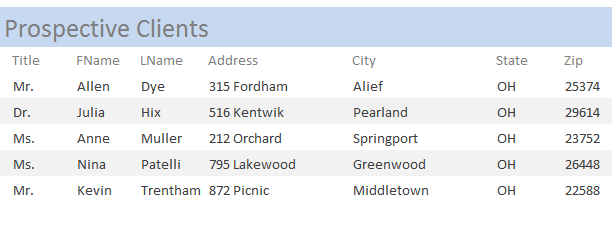 Prospective Clients
Title FName LName Address City State Zip
Mr. Allen Dye 315 Fordham Alief OH 25374
Dr. Julia Hix 516 Kentwik Pearland OH 29614
Ms. Anne Muller 212 Orchard Springport OH 23752
Ms. Nina Patelli 795 Lakewood Greenwood OH 26448
Mr. Kevin Trentham 872 Picnic Middletown OH 22588